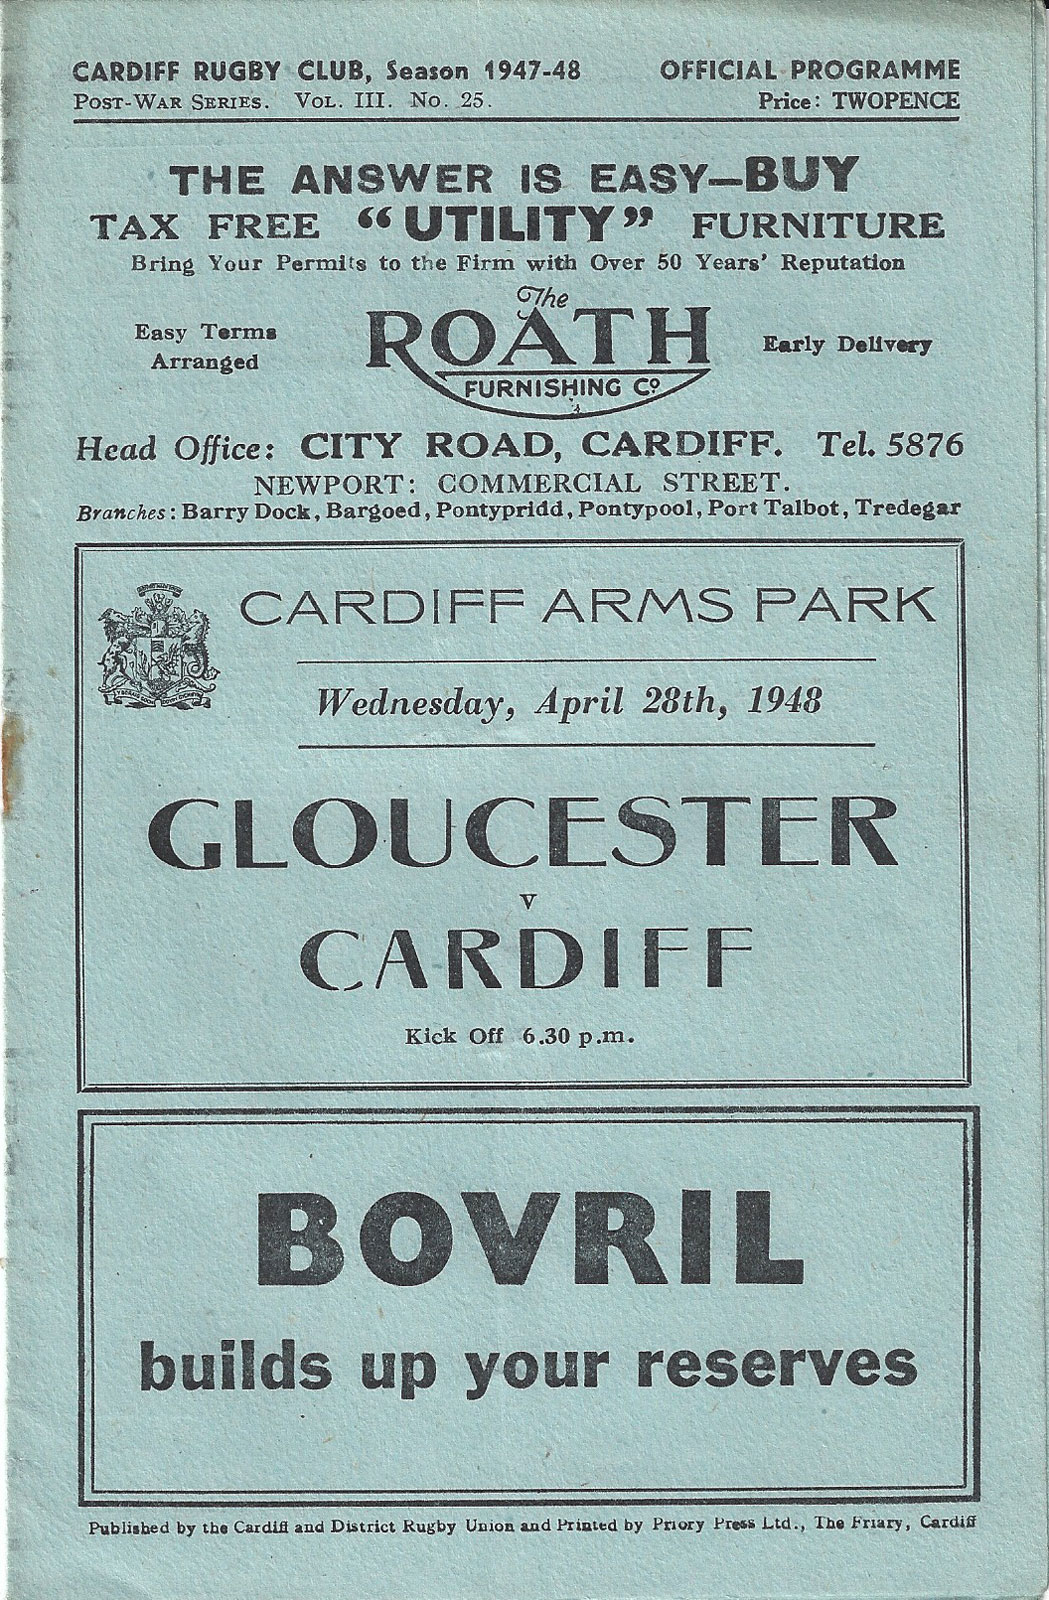 CARDIFF RUGBY CLUB, Season 1947-48 OFFICIAL PROGRAMME
POST-WAR SERIES. VOL. III. No. 25. Price: TWOPENCE
THE ANSWER IS EASY—BUY
TAX FREE "UTILITY" FURNITURE
Bring Your Permits to the Firm with Over 50 Years' Reputation
Easy Terms
Arranged
The
ROATH
FURNISHING Co.
Early Delivery
Head Office: CITY ROAD, CARDIFF. Tel. 5876
NEWPORT: COMMERCIAL STREET.
Branches: Barry Dock, Bargoed, Pontypridd, Pontypool, Port Talbot, Tredegar
CARDIFF ARMS PARK
Wednesday, April 28th, 1948
GLOUCESTER
v
CARDIFF
Kick Off 6.30 p.m.
BOVRIL
builds up your reserves
Published by the Cardiff and District Rugby Union and Printed by Priory Press Ltd., The Friary, Cardiff